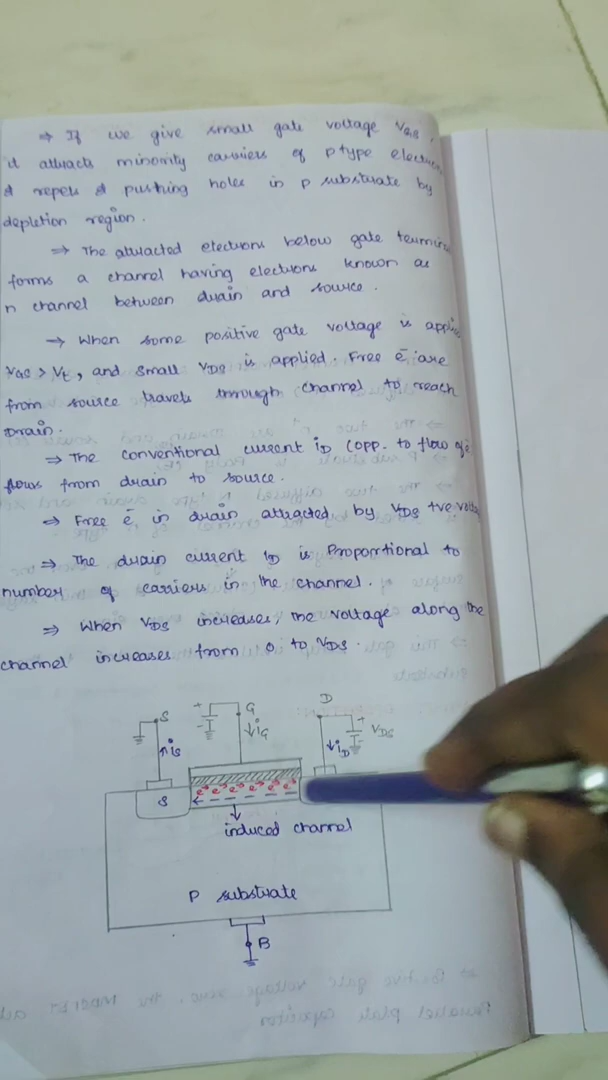 ⇒ If we give small gate voltage VGS,
it attracts minority carriers of p type electrons
& repels & pushing holes in p substrate by
depletion region.
⇒ The attracted electrons below gate
forms a channel having electrons known as
n channel between drain and source.
→ When some positive gate voltage is
VGS > Vt, and small VDS is applied. Free ē are
from source travels through channel to reach
Drain.
⇒ The conventional current iD (opp. to flow of ē
flows from drain to source.
⇒ Free ē in drain attracted by VDS +ve
⇒ The drain current ID is Proportional to
number of carriers in the channel.
⇒ When VDS increases, the voltage along the
channel increases from 0 to VDS.
S G D
+ + VDS
↑iS ↓iG ↓iD
S e⁻ e⁻ e⁻ e⁻ e⁻ e⁻
induced channel
P substrate
B